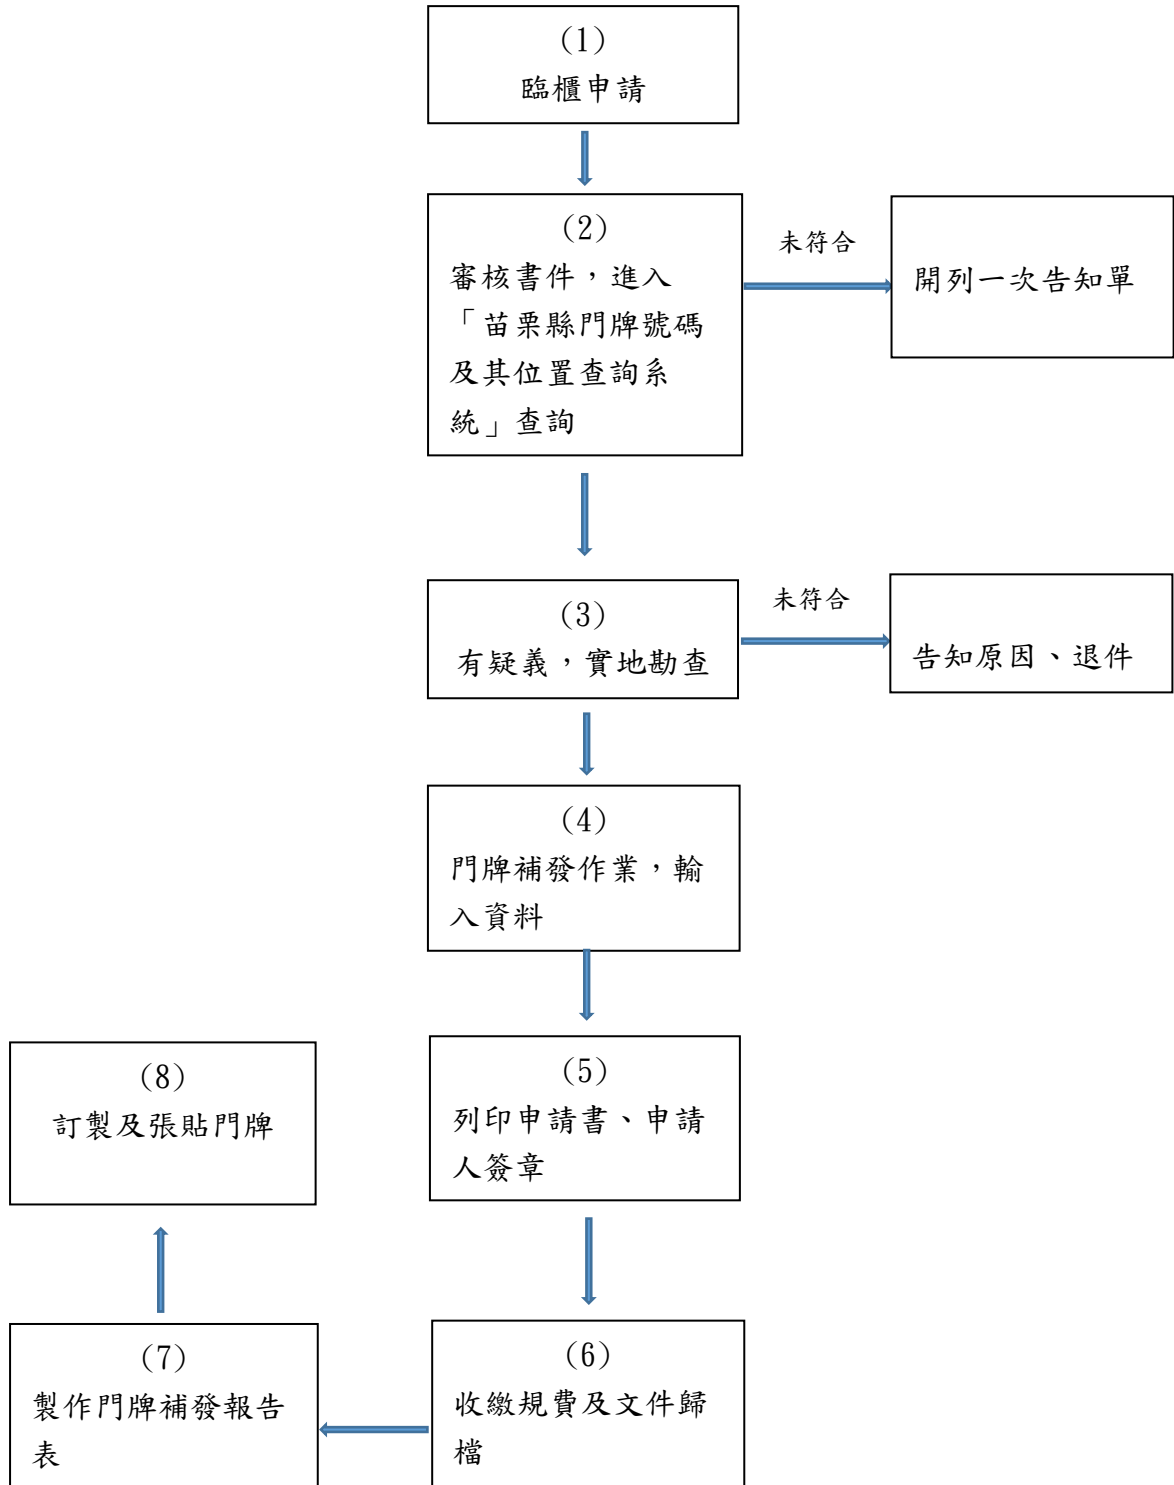 (1)
臨櫃申請
(2)
審核書件，進入
「苗栗縣門牌號碼
及其位置查詢系
統」查詢
未符合
開列一次告知單
(3)
有疑義，實地勘查
未符合
告知原因、退件
(4)
門牌補發作業，輸
入資料
(5)
列印申請書、申請
人簽章
(6)
收繳規費及文件歸
檔
(7)
製作門牌補發報告
表
(8)
訂製及張貼門牌